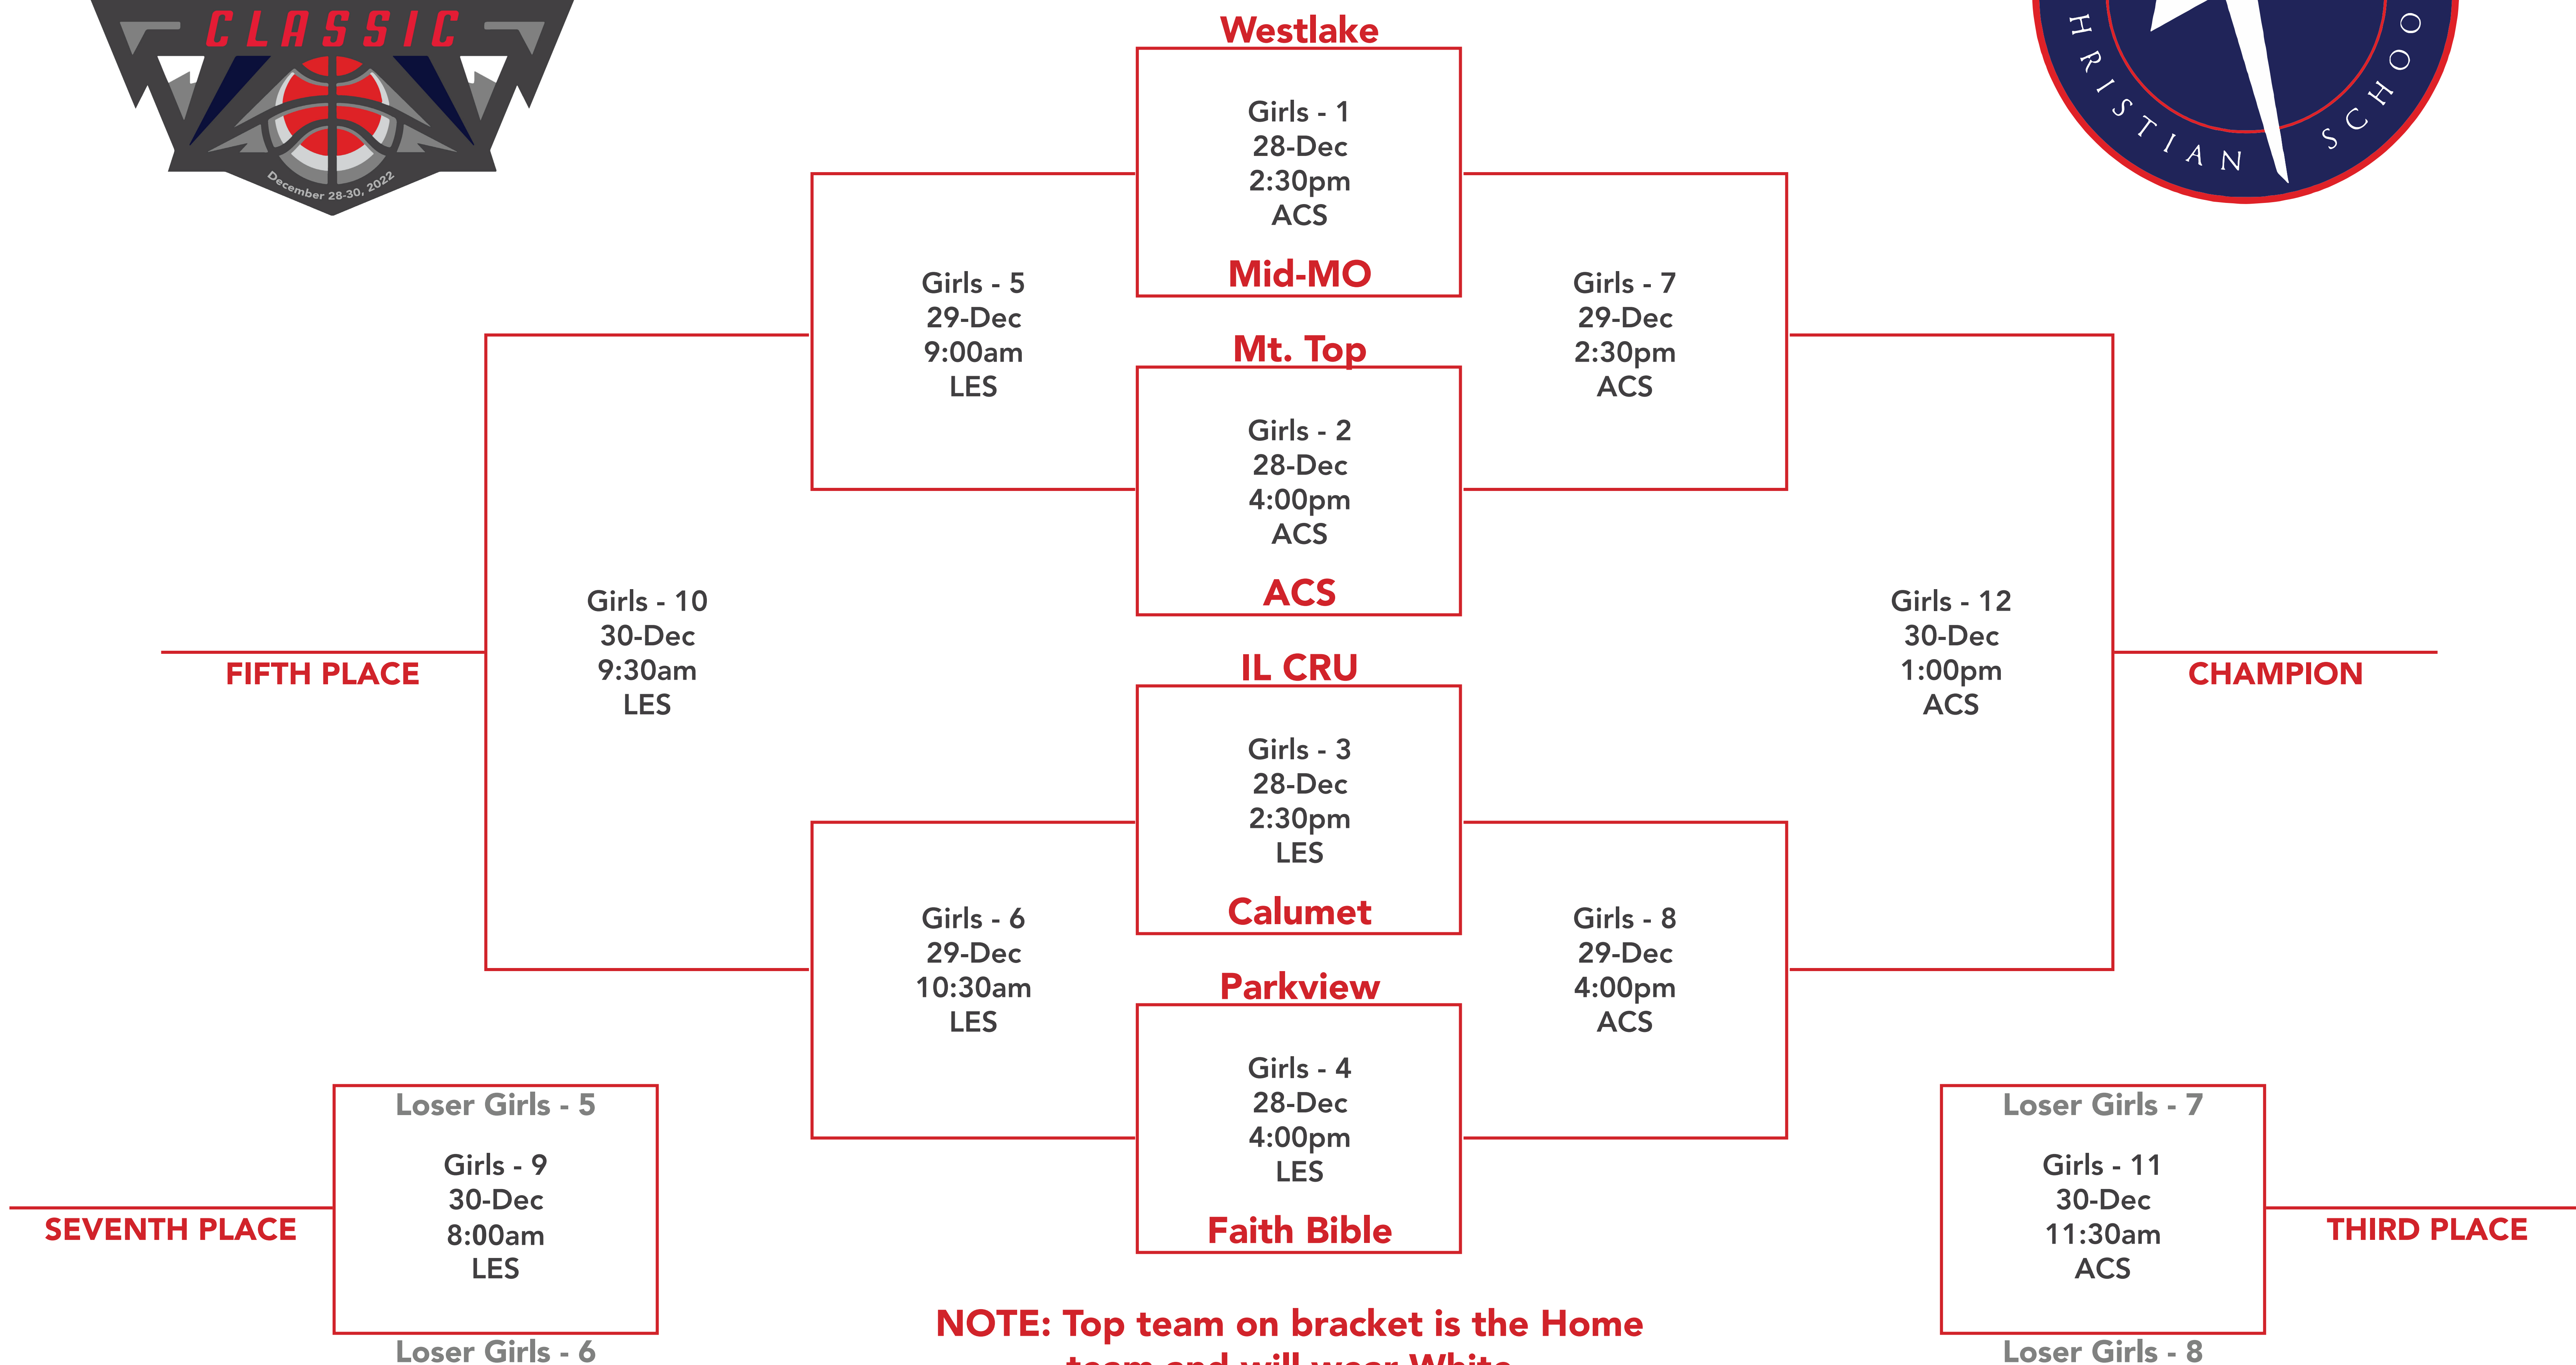 CLASSIC
December 28-30, 2022
HRISTIAN SCHOO
Westlake
Girls - 1
28-Dec
2:30pm
ACS
Mid-MO
Girls - 5
29-Dec
9:00am
LES
Girls - 7
29-Dec
2:30pm
ACS
Mt. Top
Girls - 2
28-Dec
4:00pm
ACS
ACS
Girls - 10
30-Dec
9:30am
LES
FIFTH PLACE
Girls - 12
30-Dec
1:00pm
ACS
CHAMPION
IL CRU
Girls - 3
28-Dec
2:30pm
LES
Calumet
Girls - 6
29-Dec
10:30am
LES
Girls - 8
29-Dec
4:00pm
ACS
Parkview
Girls - 4
28-Dec
4:00pm
LES
Faith Bible
Loser Girls - 5
Girls - 9
30-Dec
8:00am
LES
Loser Girls - 6
SEVENTH PLACE
Loser Girls - 7
Girls - 11
30-Dec
11:30am
ACS
Loser Girls - 8
THIRD PLACE
NOTE: Top team on bracket is the Home
team and will wear White